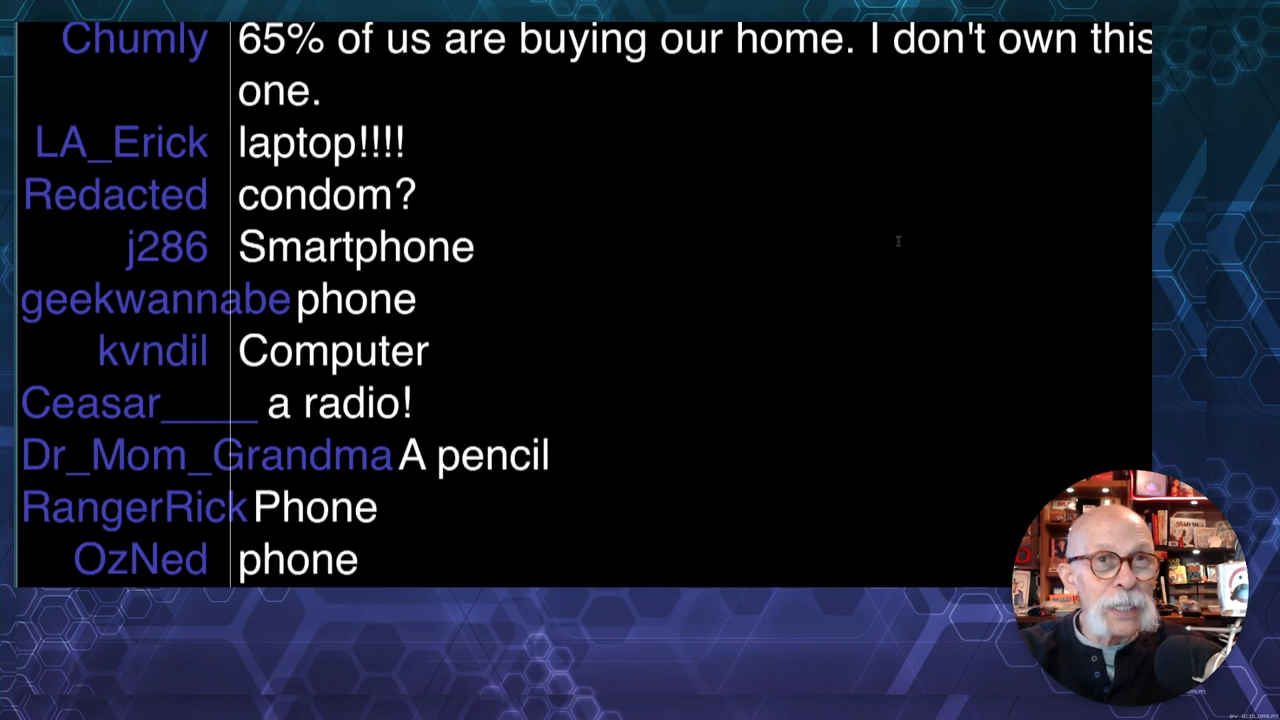 Chumly 65% of us are buying our home. I don't own this
one.
LA_Erick laptop!!!!
Redacted condom?
j286 Smartphone
geekwannabe phone
kvndil Computer
Ceasar____ a radio!
Dr_Mom_Grandma A pencil
RangerRick Phone
OzNed phone